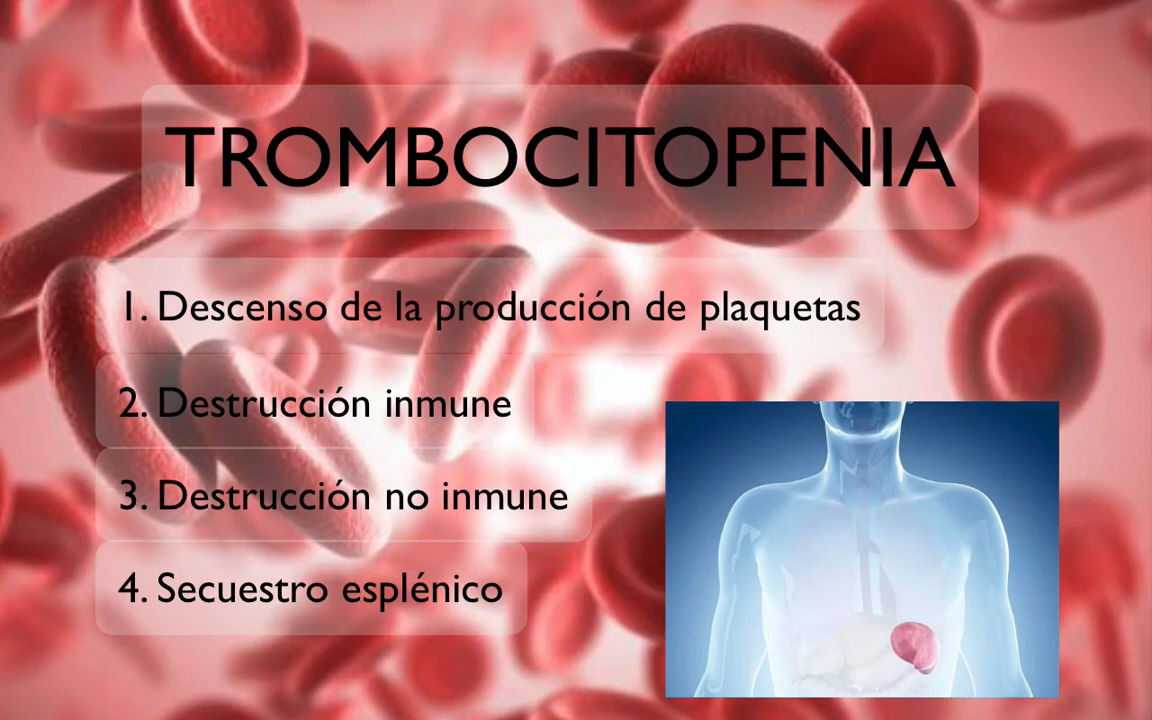 TROMBOCITOPENIA
1. Descenso de la producción de plaquetas
2. Destrucción inmune
3. Destrucción no inmune
4. Secuestro esplénico